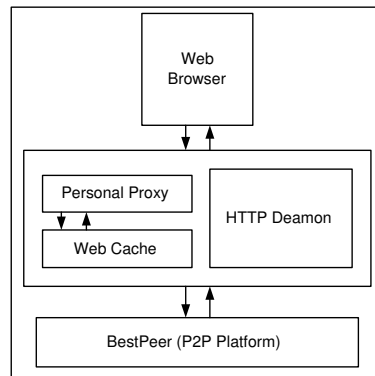 Web
Browser
Personal Proxy
Web Cache
HTTP Deamon
BestPeer (P2P Platform)